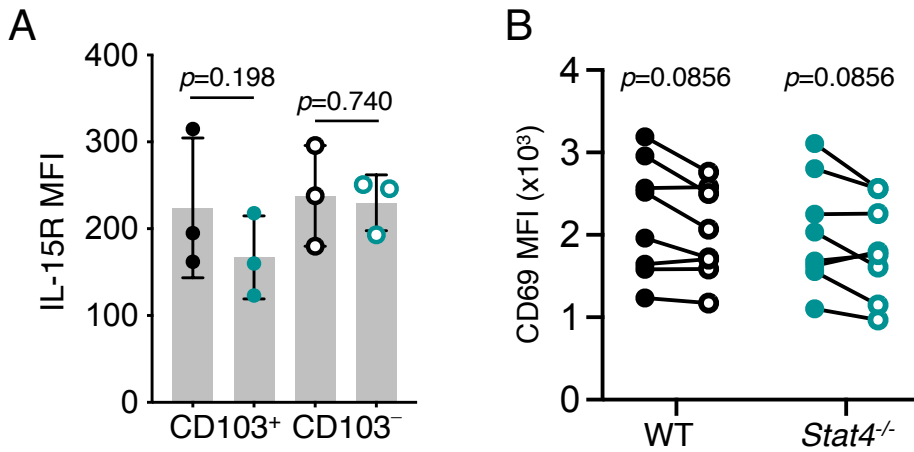 A
IL-15R MFI
400
300
200
100
0
p=0.198
p=0.740
CD103⁺
CD103⁻
B
CD69 MFI (x10³)
4
3
2
1
0
p=0.0856
p=0.0856
WT
Stat4⁻/⁻